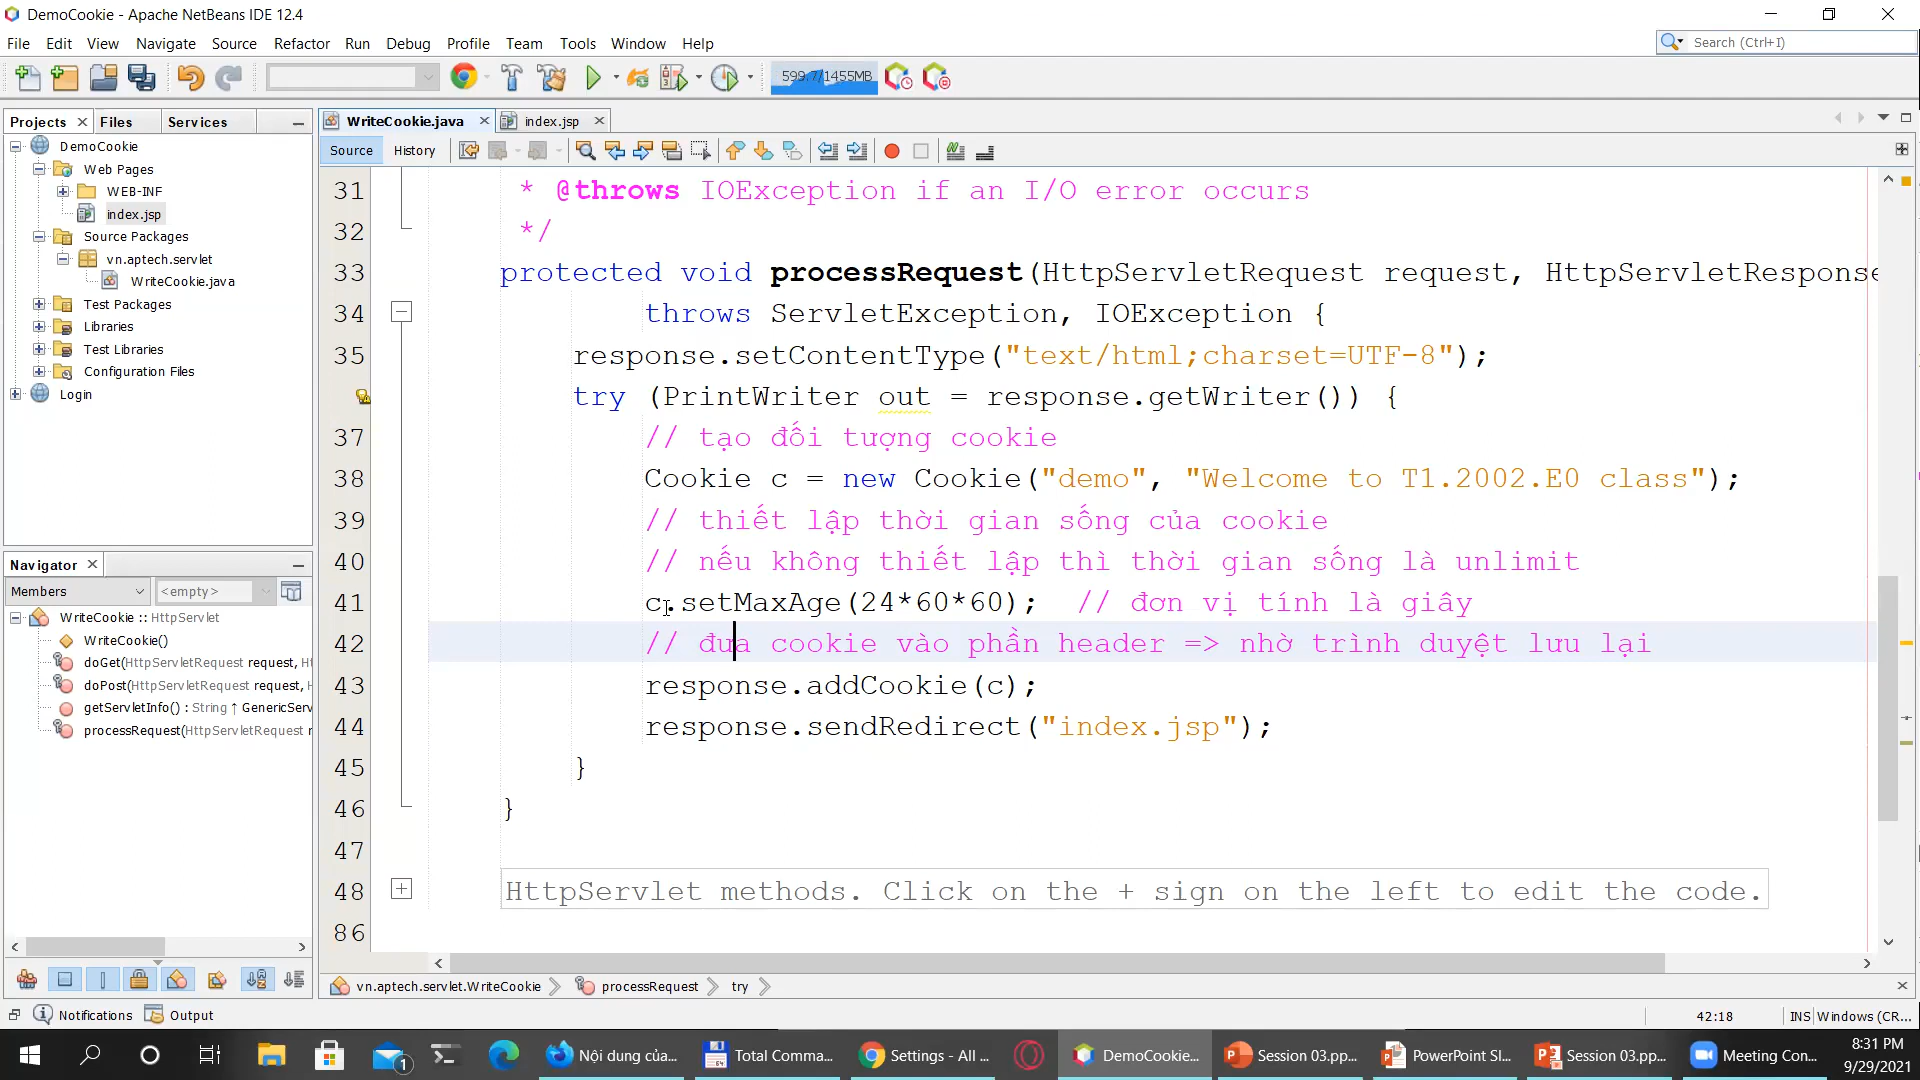 DemoCookie - Apache NetBeans IDE 12.4
File Edit View Navigate Source Refactor Run Debug Profile Team Tools Window Help
Search (Ctrl+I)
599.7/1455MB
Projects Files Services
WriteCookie.java index.jsp
Source History
DemoCookie
Web Pages
WEB-INF
index.jsp
Source Packages
vn.aptech.servlet
WriteCookie.java
Test Packages
Libraries
Test Libraries
Configuration Files
Login
31 * @throws IOException if an I/O error occurs
32 */
33 protected void processRequest(HttpServletRequest request, HttpServletResponse
34 throws ServletException, IOException {
35 response.setContentType("text/html;charset=UTF-8");
try (PrintWriter out = response.getWriter()) {
37 // tạo đối tượng cookie
38 Cookie c = new Cookie("demo", "Welcome to T1.2002.E0 class");
39 // thiết lập thời gian sống của cookie
40 // nếu không thiết lập thì thời gian sống là unlimit
41 c.setMaxAge(24*60*60); // đơn vị tính là giây
42 // đưa cookie vào phần header => nhờ trình duyệt lưu lại
43 response.addCookie(c);
44 response.sendRedirect("index.jsp");
45 }
46 }
47
48 HttpServlet methods. Click on the + sign on the left to edit the code.
86
Navigator
Members <empty>
WriteCookie :: HttpServlet
WriteCookie()
doGet(HttpServletRequest request, H
doPost(HttpServletRequest request, H
getServletInfo() : String ↑ GenericServ
processRequest(HttpServletRequest r
vn.aptech.servlet.WriteCookie processRequest try
Notifications Output
42:18 INS Windows (CR...
1 Nội dung của... Total Comma... Settings - All ... DemoCookie... Session 03.pp... PowerPoint Sl... Session 03.pp... Meeting Con...
8:31 PM
9/29/2021